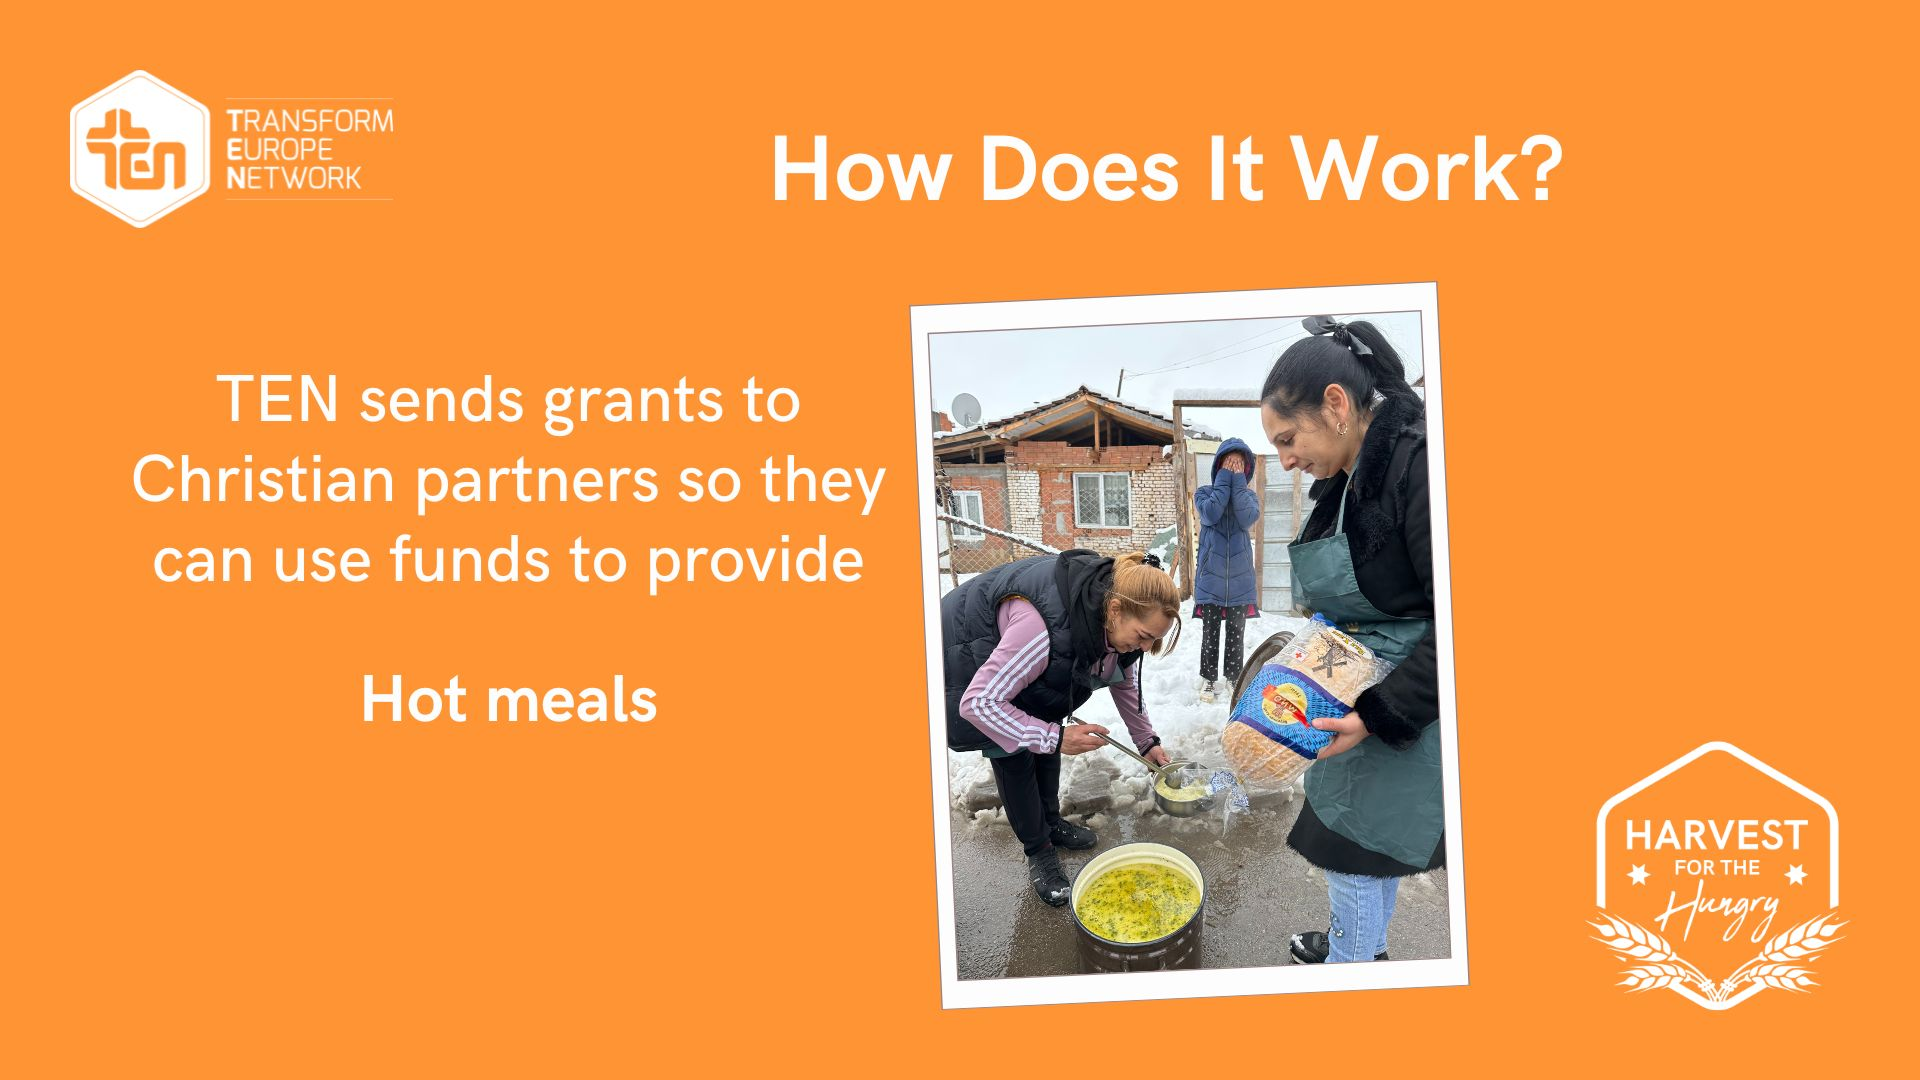 ten
TRANSFORM
EUROPE
NETWORK
How Does It Work?
TEN sends grants to
Christian partners so they
can use funds to provide
Hot meals
HARVEST
FOR THE
Hungry